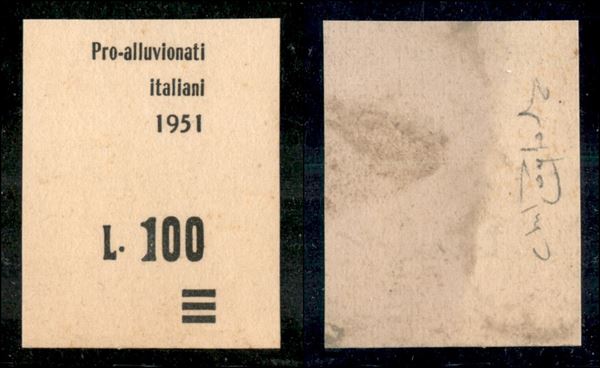 Pro-alluvionati
italiani
1951
L. 100